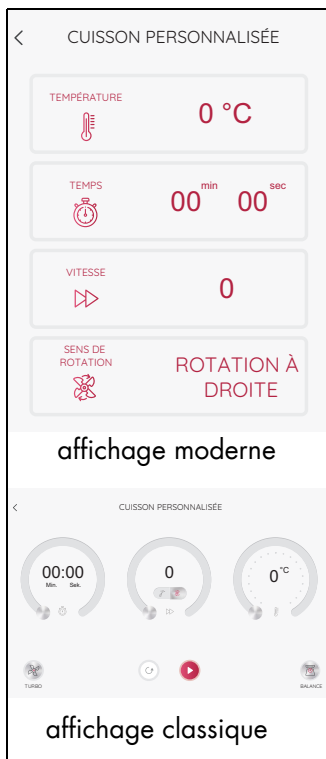 CUISSON PERSONNALISÉE
TEMPÉRATURE
0 °C
TEMPS
00 min 00 sec
VITESSE
0
SENS DE
ROTATION
ROTATION À
DROITE
affichage moderne
CUISSON PERSONNALISÉE
00:00
Min. Sek.
0
0 °C
TURBO
BALANCE
affichage classique